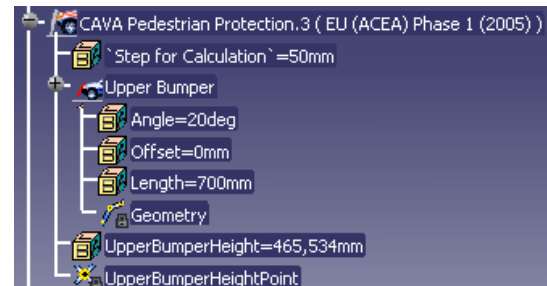 CAVA Pedestrian Protection.3 ( EU (ACEA) Phase 1 (2005) )
`Step for Calculation`=50mm
Upper Bumper
Angle=20deg
Offset=0mm
Length=700mm
Geometry
UpperBumperHeight=465,534mm
UpperBumperHeightPoint